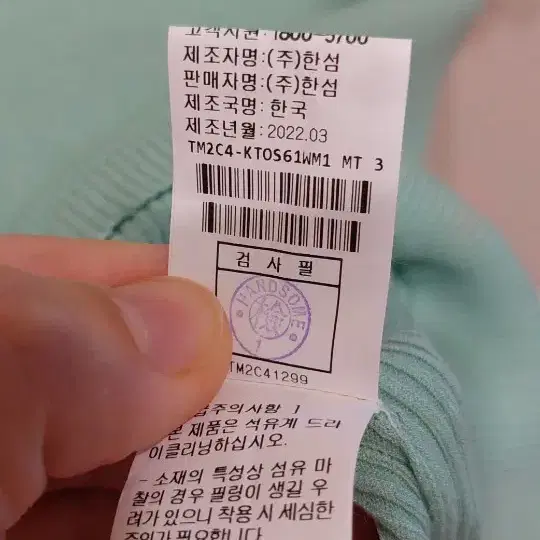 고객지원:1800-5700
제조자명:(주)한섬
판매자명:(주)한섬
제조국명: 한국
제조년월: 2022.03
TM2C4-KTOS61WM1 MT 3
검 사 필
HANDSOME
1
TM2C41299
급주의사항 ]
본 제품은 석유계 드라
이클리닝하십시오.
- 소재의 특성상 섬유 마
찰의 경우 필링이 생길 우
려가 있으니 착용 시 세심한
주의가 필요합니다.